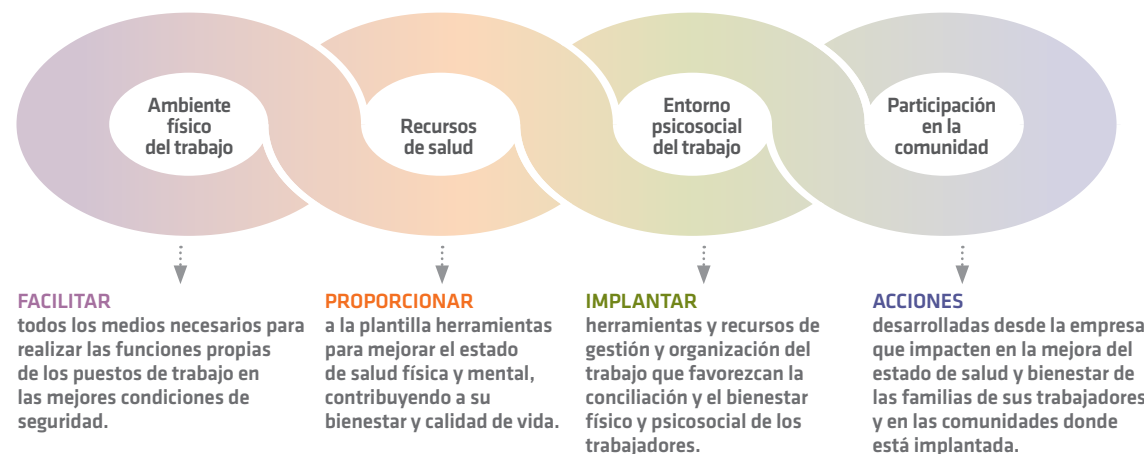 Ambiente
físico
del trabajo
Recursos
de salud
Entorno
psicosocial
del trabajo
Participación
en la
comunidad
FACILITAR
todos los medios necesarios para
realizar las funciones propias
de los puestos de trabajo en
las mejores condiciones de
seguridad.
PROPORCIONAR
a la plantilla herramientas
para mejorar el estado
de salud física y mental,
contribuyendo a su
bienestar y calidad de vida.
IMPLANTAR
herramientas y recursos de
gestión y organización del
trabajo que favorezcan la
conciliación y el bienestar
físico y psicosocial de los
trabajadores.
ACCIONES
desarrolladas desde la empresa
que impacten en la mejora del
estado de salud y bienestar de
las familias de sus trabajadores
y en las comunidades donde
está implantada.